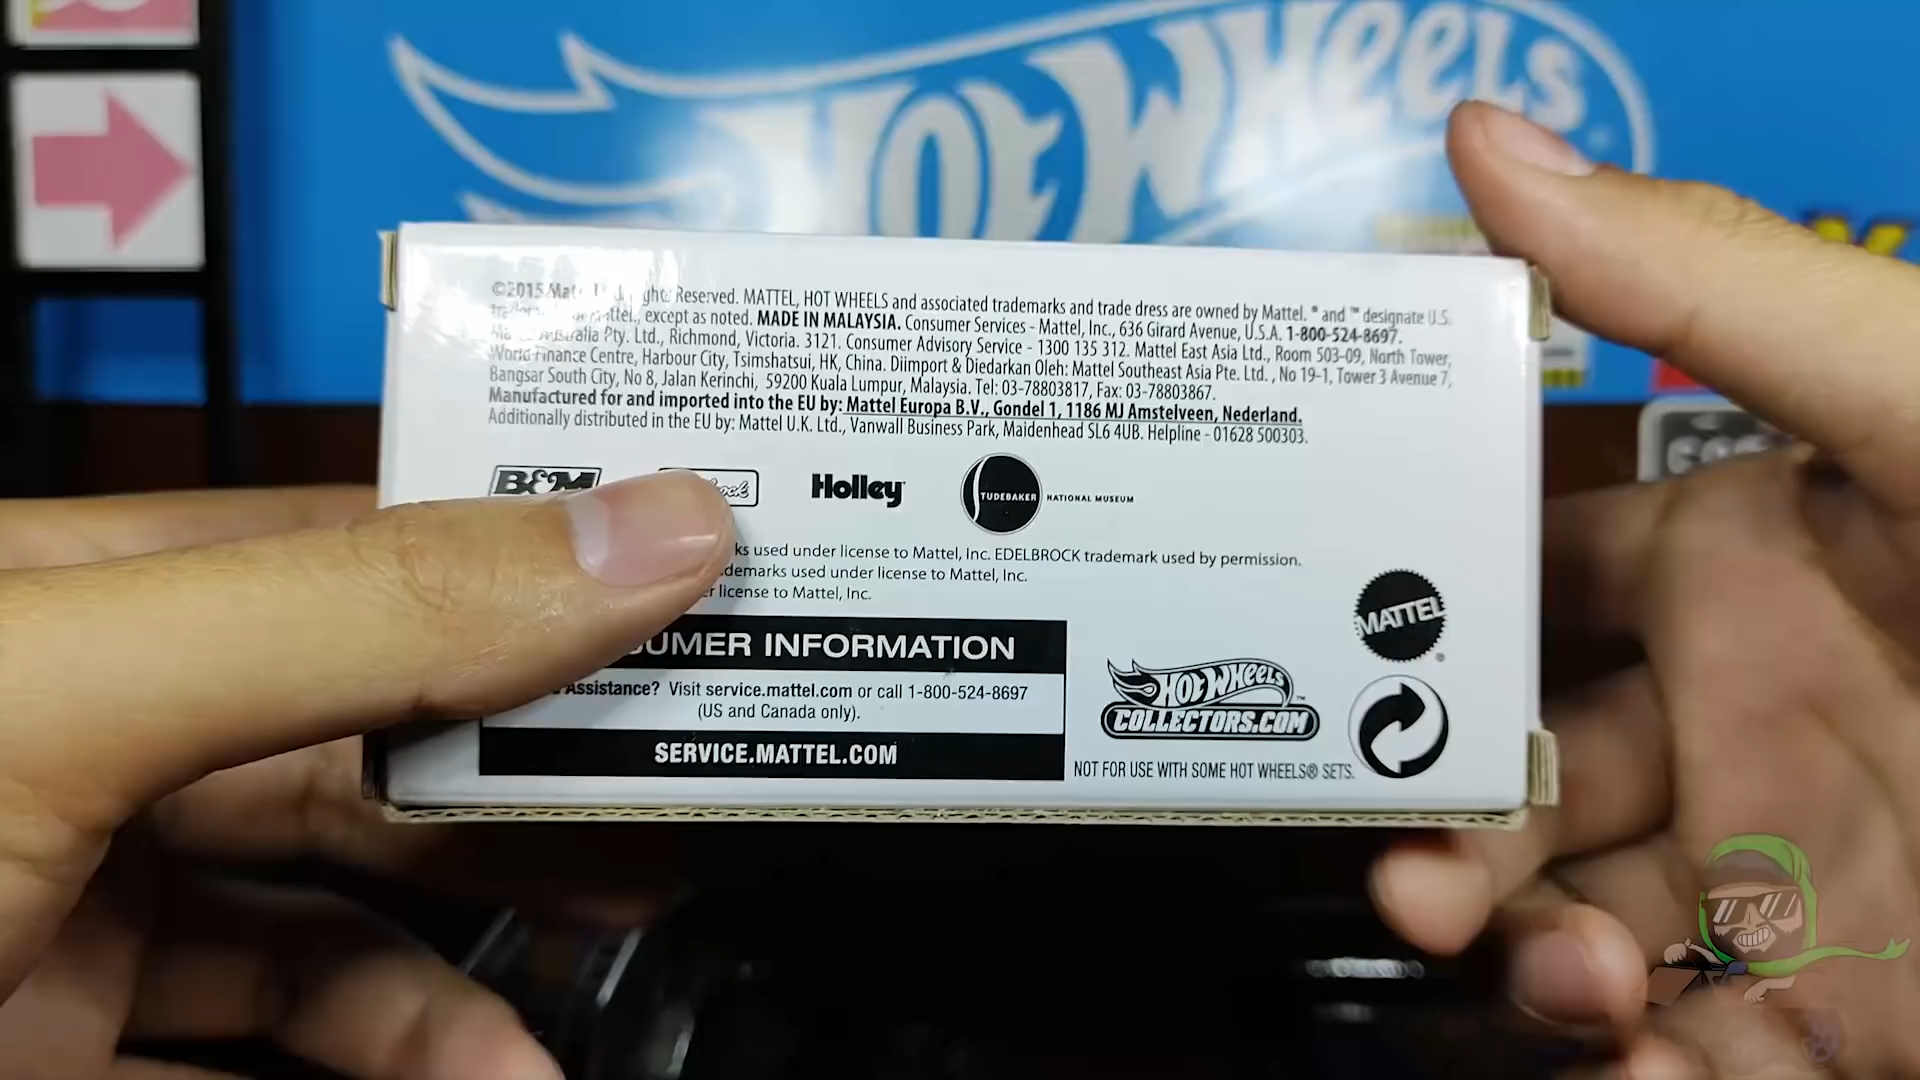 HOT WHEELS
©2015 Reserved. MATTEL, HOT WHEELS and associated trademarks and trade dress are owned by Mattel. ® and ™ designate U.S.
except as noted. MADE IN MALAYSIA. Consumer Services - Mattel, Inc., 636 Girard Avenue, U.S.A. 1-800-524-8697.
Pty. Ltd., Richmond, Victoria. 3121. Consumer Advisory Service - 1300 135 312. Mattel East Asia Ltd., Room 503-09, North Tower,
World Finance Centre, Harbour City, Tsimshatsui, HK, China. Diimport & Diedarkan Oleh: Mattel Southeast Asia Pte. Ltd., No 19-1, Tower 3 Avenue 7,
Bangsar South City, No 8, Jalan Kerinchi, 59200 Kuala Lumpur, Malaysia. Tel: 03-78803817, Fax: 03-78803867.
Manufactured for and imported into the EU by: Mattel Europa B.V., Gondel 1, 1186 MJ Amstelveen, Nederland.
Additionally distributed in the EU by: Mattel U.K. Ltd., Vanwall Business Park, Maidenhead SL6 4UB. Helpline - 01628 500303.
B&M Holley STUDEBAKER NATIONAL MUSEUM
used under license to Mattel, Inc. EDELBROCK trademark used by permission.
used under license to Mattel, Inc.
license to Mattel, Inc.
MATTEL
INFORMATION
Assistance? Visit service.mattel.com or call 1-800-524-8697
(US and Canada only).
SERVICE.MATTEL.COM
HOT WHEELS™
COLLECTORS.COM
NOT FOR USE WITH SOME HOT WHEELS® SETS.